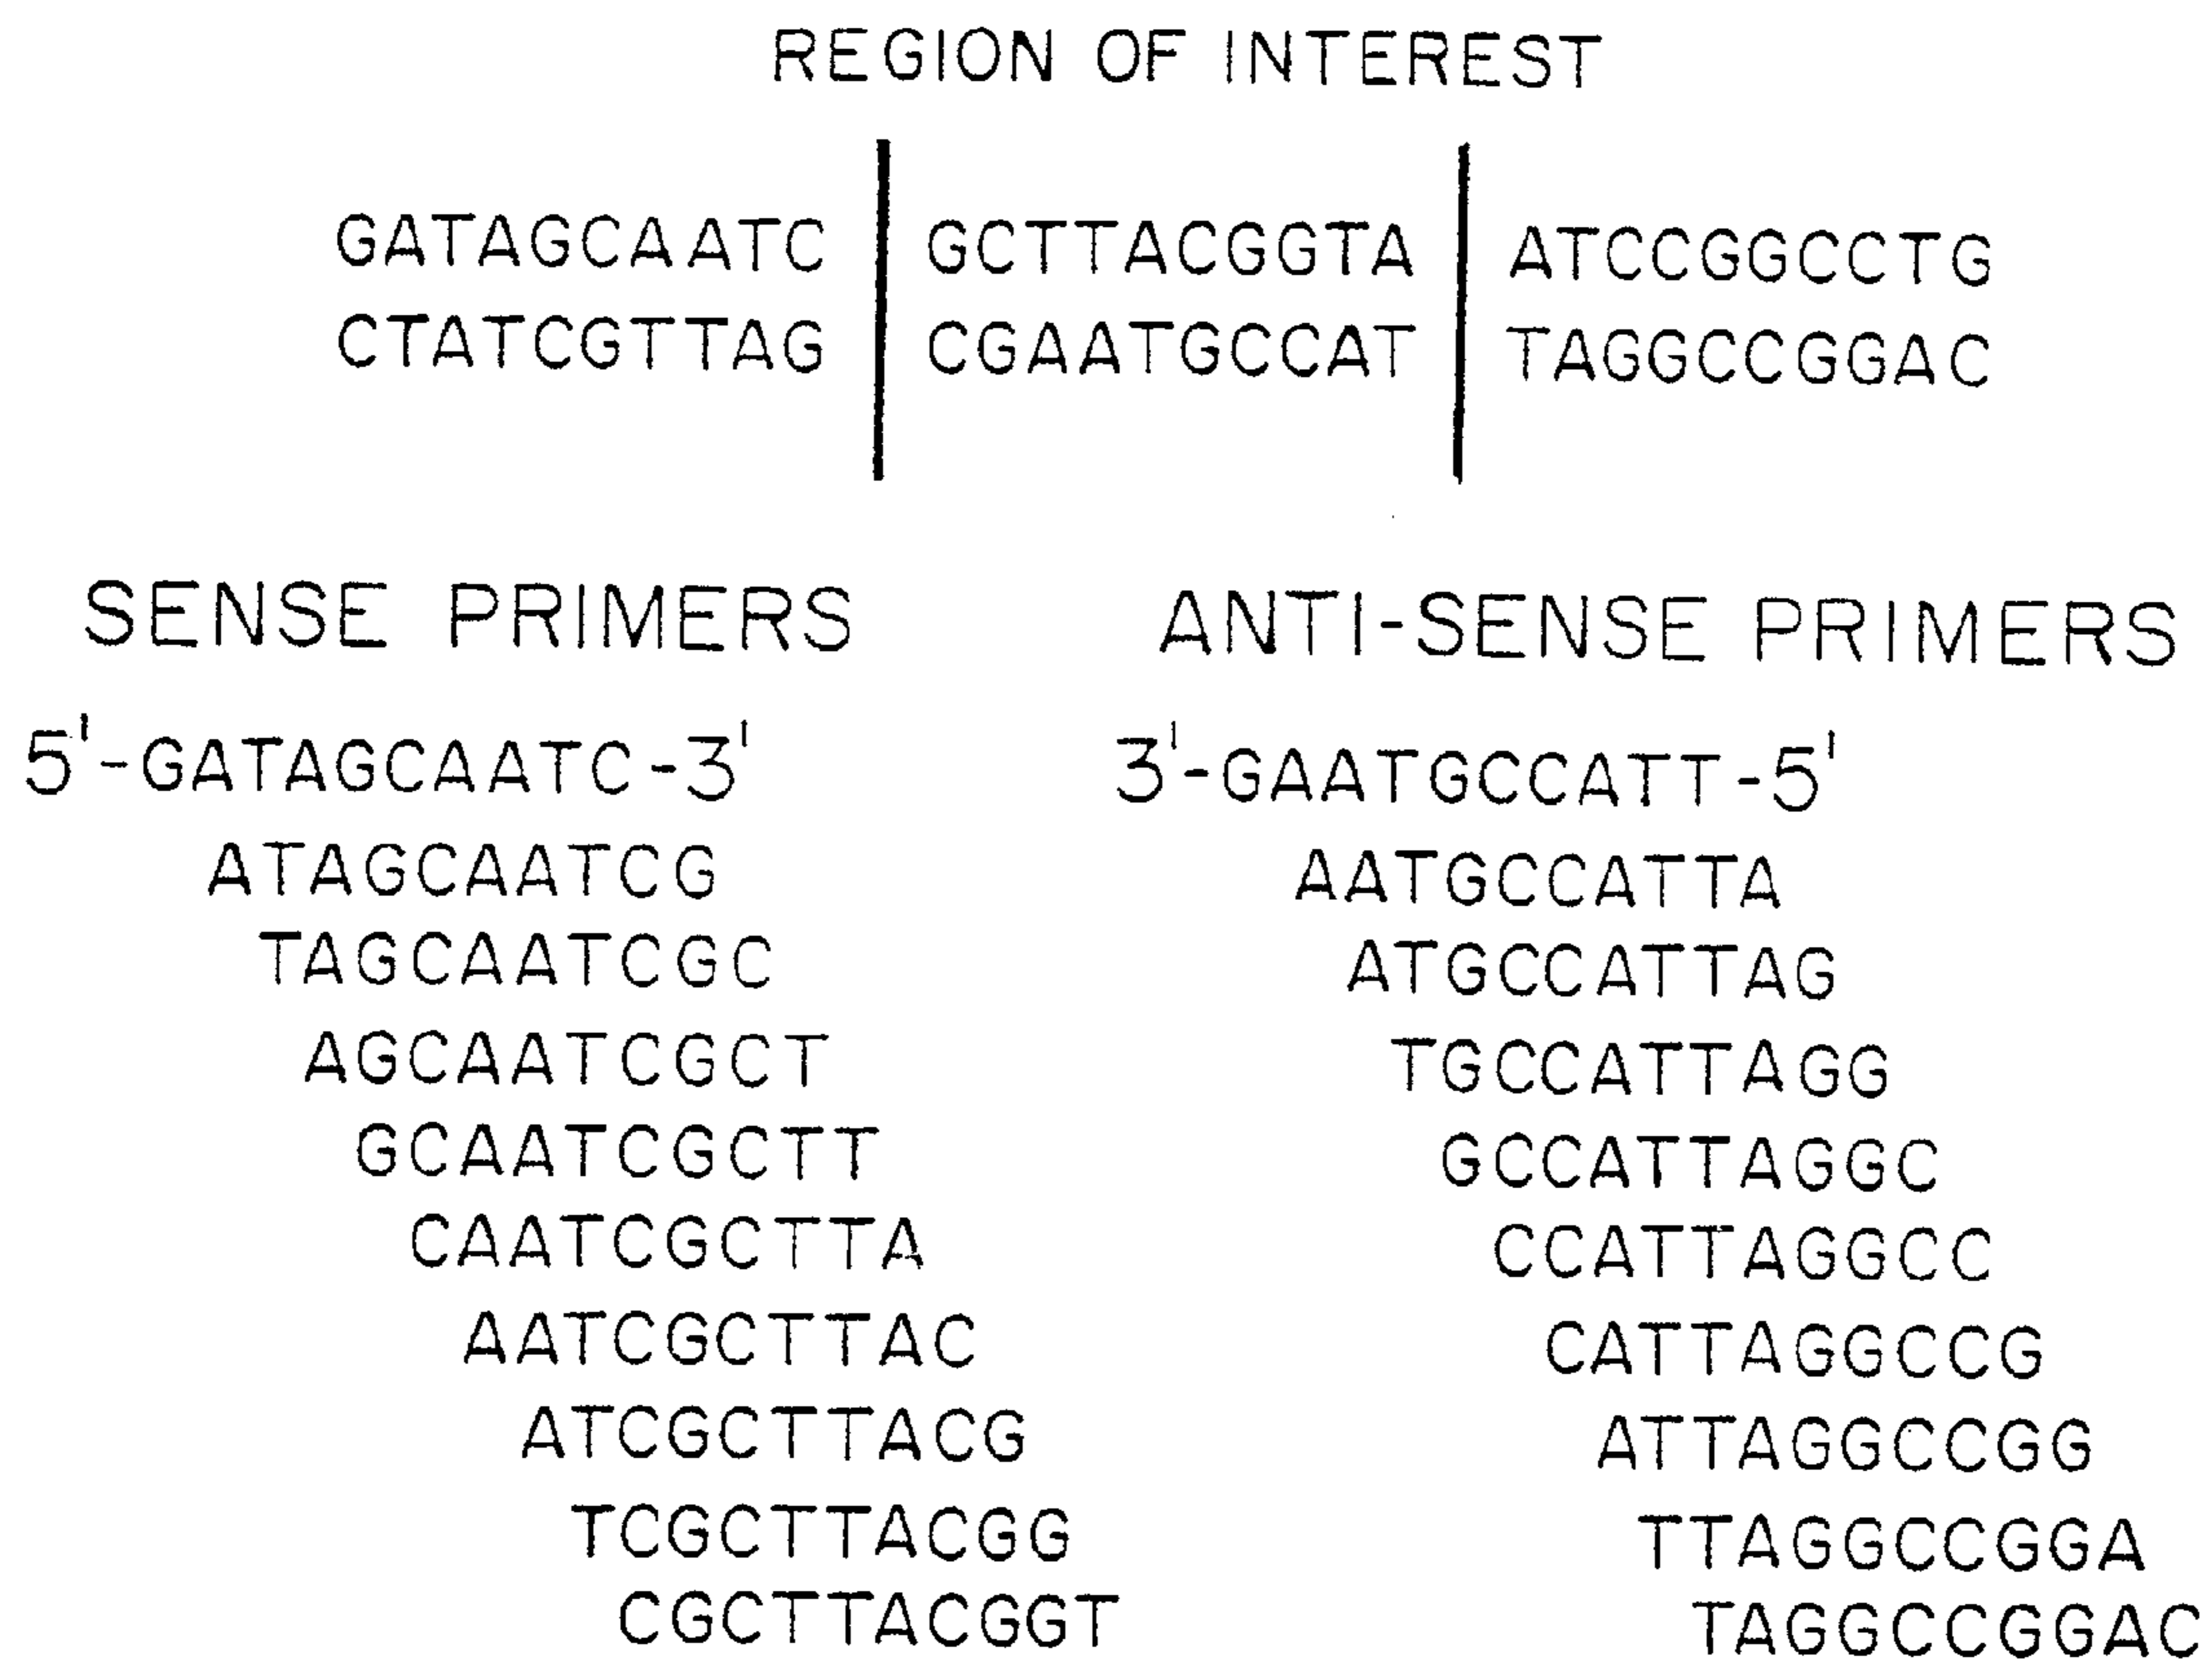 REGION OF INTEREST
GATAGCAATC GCTTACGGTA ATCCGGCCTG
CTATCGTTAG CGAATGCCAT TAGGCCGGAC
SENSE PRIMERS
5'-GATAGCAATC-3'
ATAGCAATCG
TAGCAATCGC
AGCAATCGCT
GCAATCGCTT
CAATCGCTTA
AATCGCTTAC
ATCGCTTACG
TCGCTTACGG
CGCTTACGGT
ANTI-SENSE PRIMERS
3'-GAATGCCATT-5'
AATGCCATTA
ATGCCATTAG
TGCCATTAGG
GCCATTAGGC
CCATTAGGCC
CATTAGGCCG
ATTAGGCCGG
TTAGGCCGGA
TAGGCCGGAC